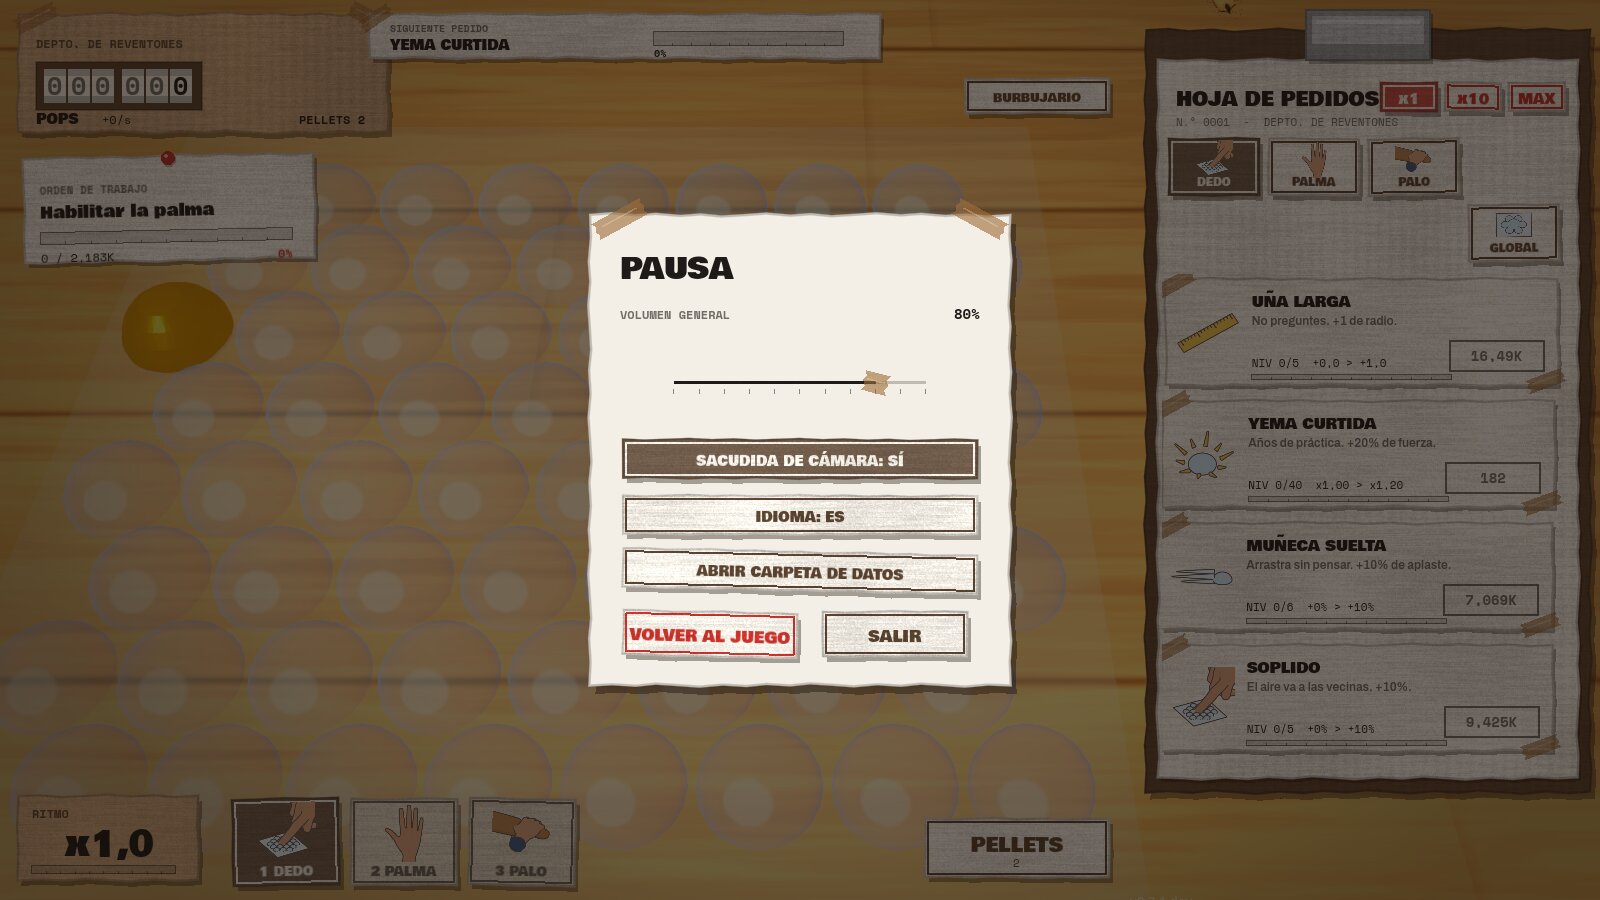 DEPTO. DE REVENTONES
000 000
POPS +0/s PELLETS 2
SIGUIENTE PEDIDO
YEMA CURTIDA
0%
BURBUJARIO
ORDEN DE TRABAJO
Habilitar la palma
0 / 2,183K 0%
PAUSA
VOLUMEN GENERAL 80%
SACUDIDA DE CÁMARA: SÍ
IDIOMA: ES
ABRIR CARPETA DE DATOS
VOLVER AL JUEGO SALIR
HOJA DE PEDIDOS x1 x10 MAX
N.° 0001 - DEPTO. DE REVENTONES
DEDO PALMA PALO
GLOBAL
UÑA LARGA
No preguntes. +1 de radio.
NIV 0/5 +0,0 > +1,0
16,49K
YEMA CURTIDA
Años de práctica. +20% de fuerza.
NIV 0/40 x1,00 > x1,20
182
MUÑECA SUELTA
Arrastra sin pensar. +10% de aplaste.
NIV 0/6 +0% > +10%
7,069K
SOPLIDO
El aire va a las vecinas. +10%.
NIV 0/5 +0% > +10%
9,425K
RITMO
x1,0
1 DEDO 2 PALMA 3 PALO
PELLETS
2